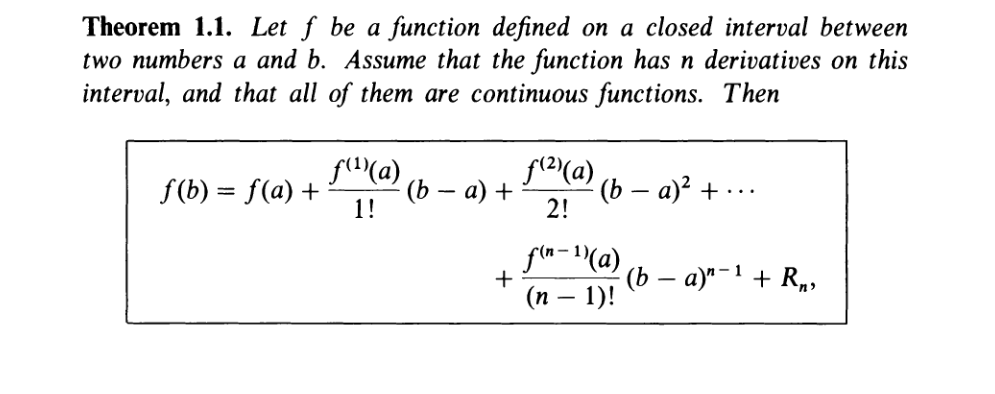 Theorem 1.1. Let f be a function defined on a closed interval between
two numbers a and b. Assume that the function has n derivatives on this
interval, and that all of them are continuous functions. Then
f(b) = f(a) + \frac{f^{(1)}(a)}{1!} (b − a) + \frac{f^{(2)}(a)}{2!} (b − a)^2 + ⋯
+ \frac{f^{(n−1)}(a)}{(n − 1)!} (b − a)^{n−1} + R_n,